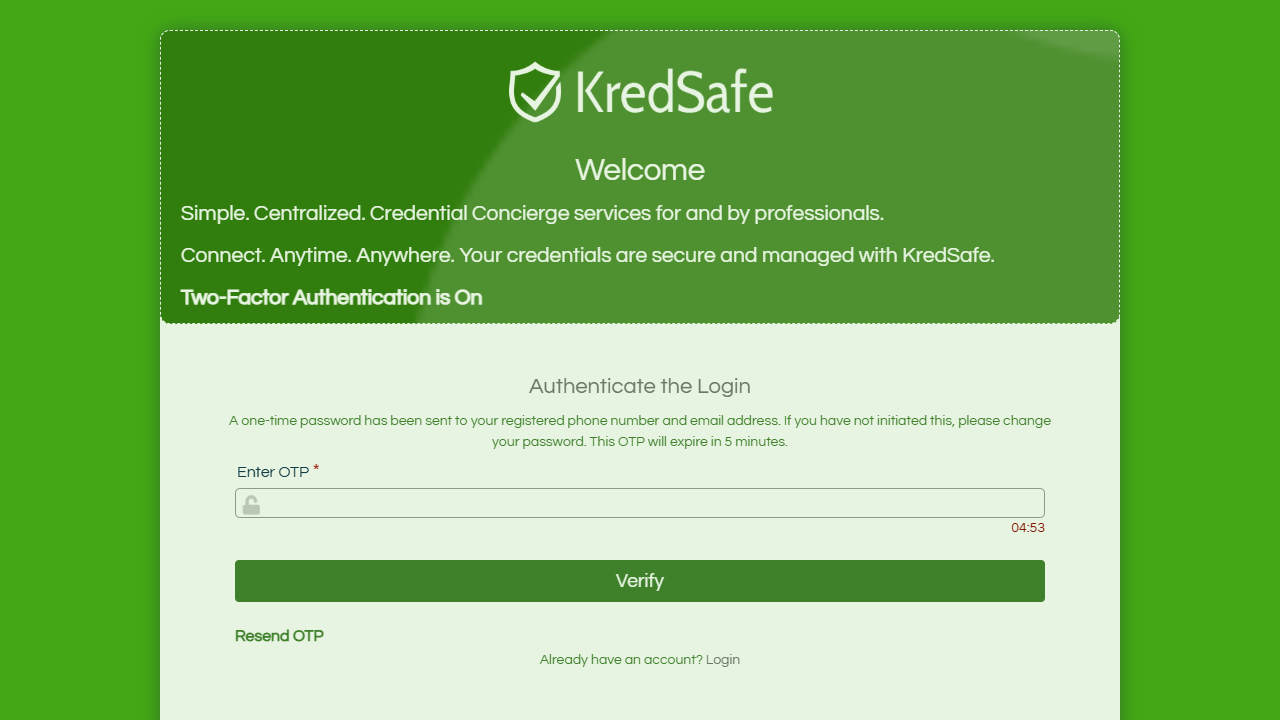 KredSafe
Welcome
Simple. Centralized. Credential Concierge services for and by professionals.
Connect. Anytime. Anywhere. Your credentials are secure and managed with KredSafe.
Two-Factor Authentication is On
Authenticate the Login
A one-time password has been sent to your registered phone number and email address. If you have not initiated this, please change
your password. This OTP will expire in 5 minutes.
Enter OTP *
04:53
Verify
Resend OTP
Already have an account? Login